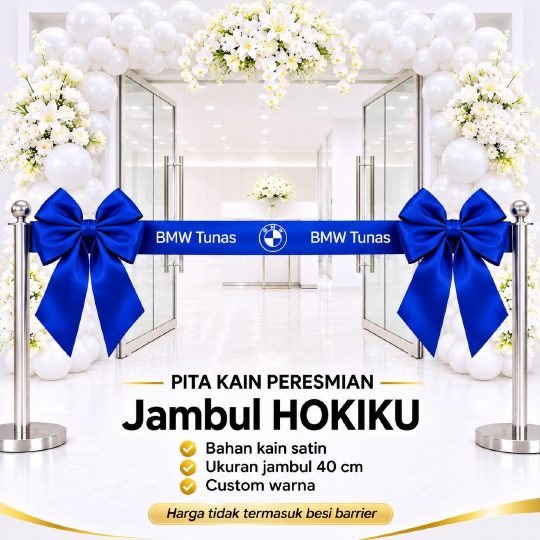 BMW Tunas BMW BMW Tunas
PITA KAIN PERESMIAN
Jambul HOKIKU
Bahan kain satin
Ukuran jambul 40 cm
Custom warna
Harga tidak termasuk besi barrier